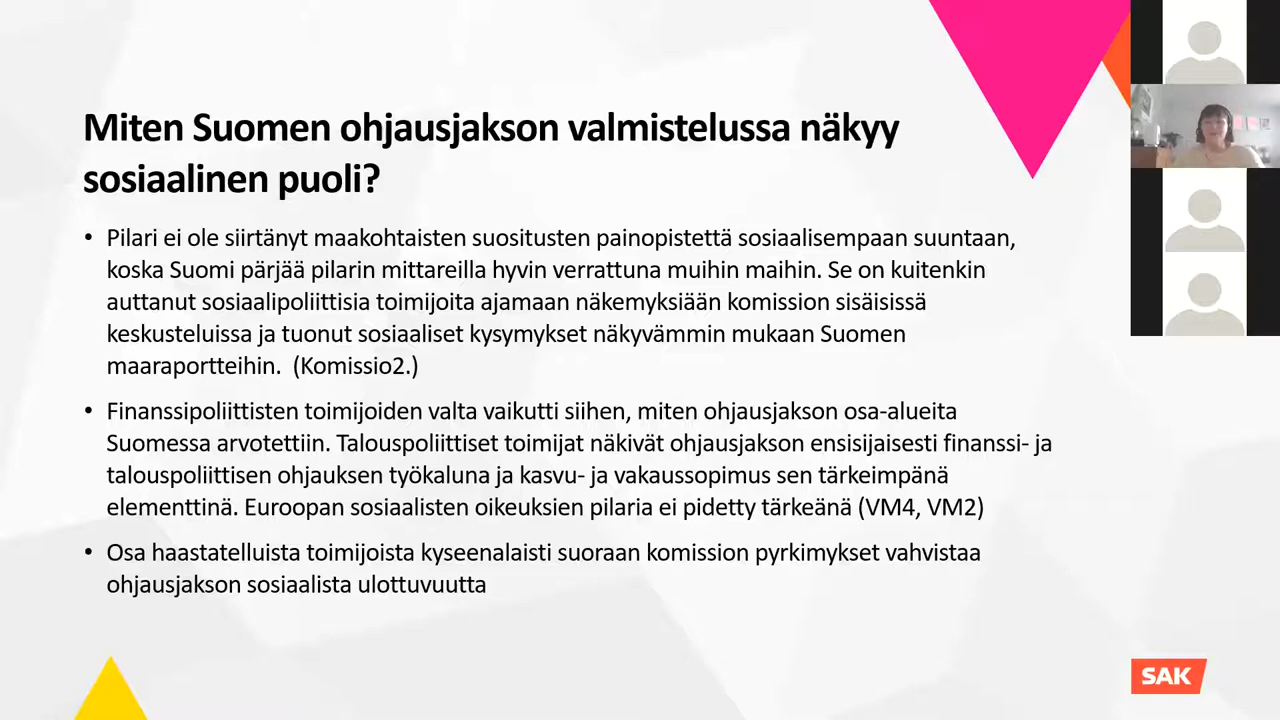 Miten Suomen ohjausjakson valmistelussa näkyy
sosiaalinen puoli?
• Pilari ei ole siirtänyt maakohtaisten suositusten painopistettä sosiaalisempaan suuntaan,
koska Suomi pärjää pilarin mittareilla hyvin verrattuna muihin maihin. Se on kuitenkin
auttanut sosiaalipoliittisia toimijoita ajamaan näkemyksiään komission sisäisissä
keskusteluissa ja tuonut sosiaaliset kysymykset näkyvämmin mukaan Suomen
maaraportteihin.  (Komissio2.)
• Finanssipoliittisten toimijoiden valta vaikutti siihen, miten ohjausjakson osa-alueita
Suomessa arvotettiin. Talouspoliittiset toimijat näkivät ohjausjakson ensisijaisesti finanssi- ja
talouspoliittisen ohjauksen työkaluna ja kasvu- ja vakaussopimus sen tärkeimpänä
elementtinä. Euroopan sosiaalisten oikeuksien pilaria ei pidetty tärkeänä (VM4, VM2)
• Osa haastatelluista toimijoista kyseenalaisti suoraan komission pyrkimykset vahvistaa
ohjausjakson sosiaalista ulottuvuutta
SAK